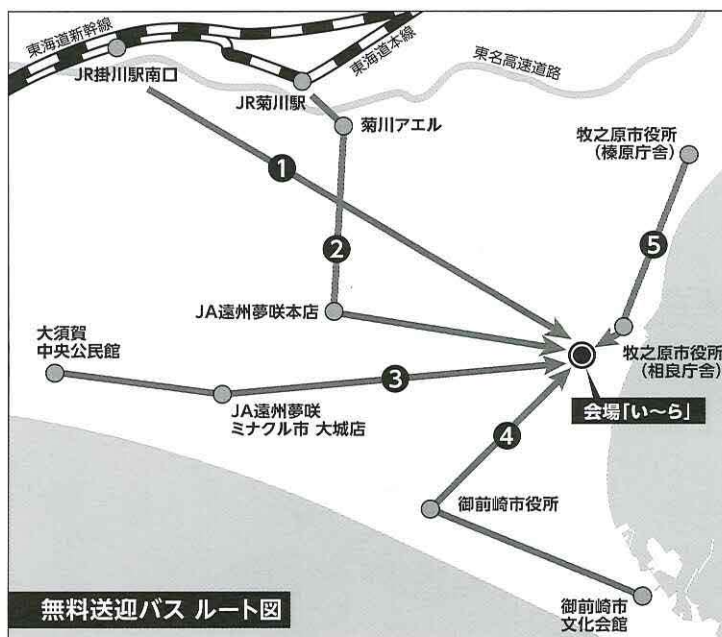 東海道新幹線
JR掛川駅南口
JR菊川駅
東海道本線
東名高速道路
菊川アエル
牧之原市役所
(榛原庁舎)
1
2
5
JA遠州夢咲本店
大須賀
中央公民館
3
JA遠州夢咲
ミナクル市 大城店
牧之原市役所
(相良庁舎)
会場「い〜ら」
4
御前崎市役所
御前崎市
文化会館
無料送迎バス ルート図